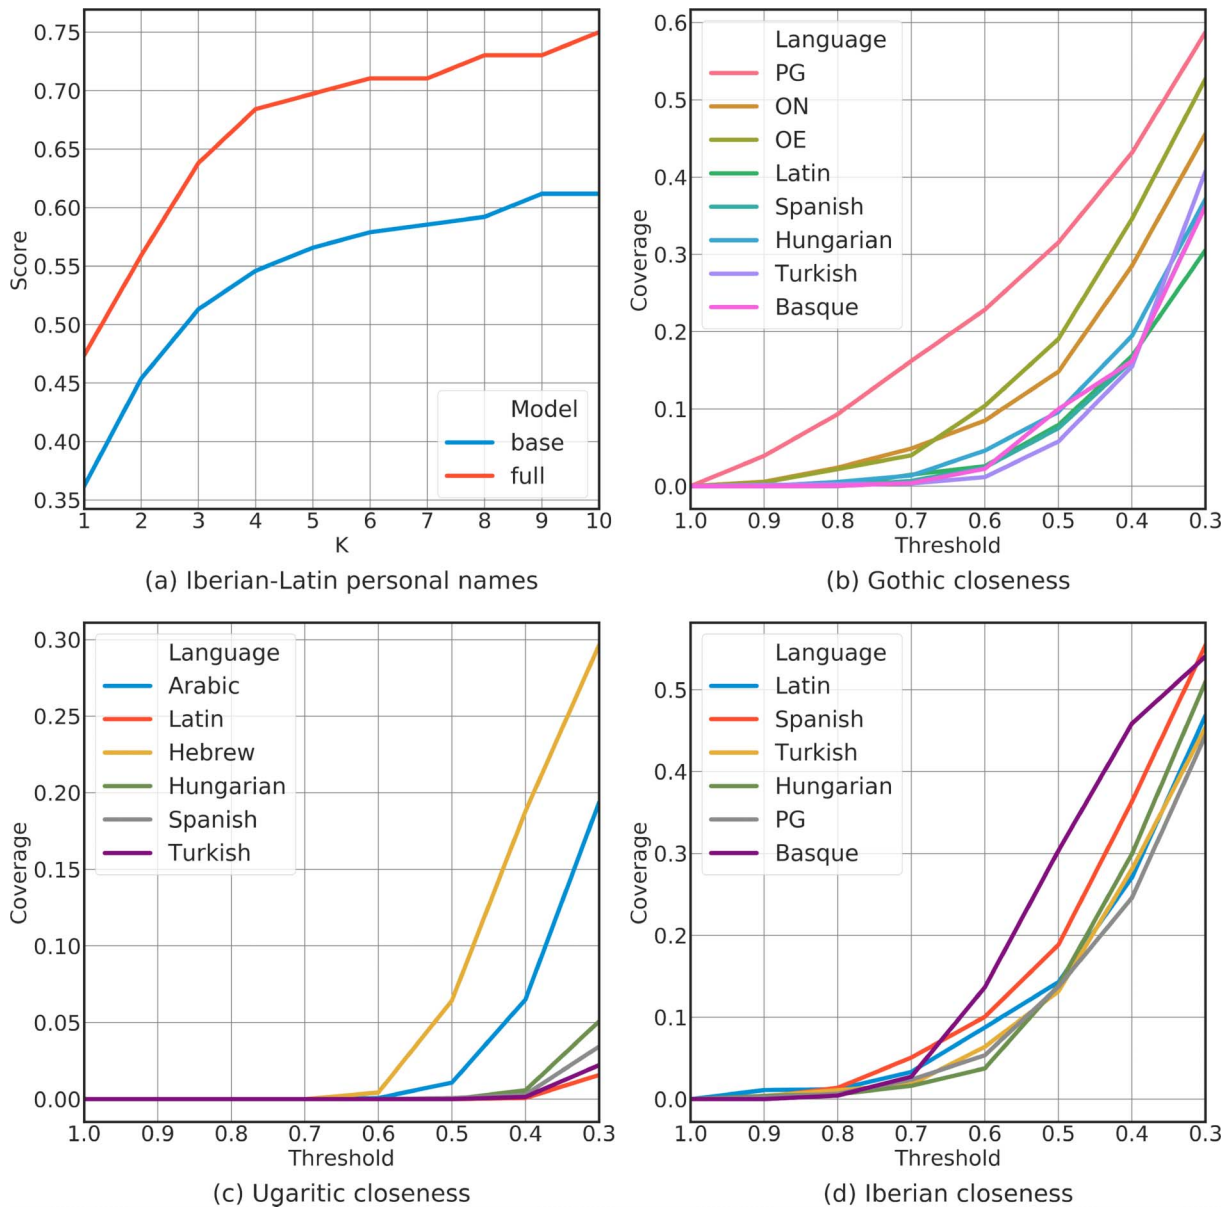 0.75
0.70
0.65
0.60
0.55
0.50
0.45
0.40
0.35
Score
Model
base
full
1 2 3 4 5 6 7 8 9 10
K
(a) Iberian-Latin personal names
0.6
0.5
0.4
0.3
0.2
0.1
0.0
Coverage
Language
PG
ON
OE
Latin
Spanish
Hungarian
Turkish
Basque
1.0 0.9 0.8 0.7 0.6 0.5 0.4 0.3
Threshold
(b) Gothic closeness
0.30
0.25
0.20
0.15
0.10
0.05
0.00
Coverage
Language
Arabic
Latin
Hebrew
Hungarian
Spanish
Turkish
1.0 0.9 0.8 0.7 0.6 0.5 0.4 0.3
Threshold
(c) Ugaritic closeness
0.5
0.4
0.3
0.2
0.1
0.0
Coverage
Language
Latin
Spanish
Turkish
Hungarian
PG
Basque
1.0 0.9 0.8 0.7 0.6 0.5 0.4 0.3
Threshold
(d) Iberian closeness